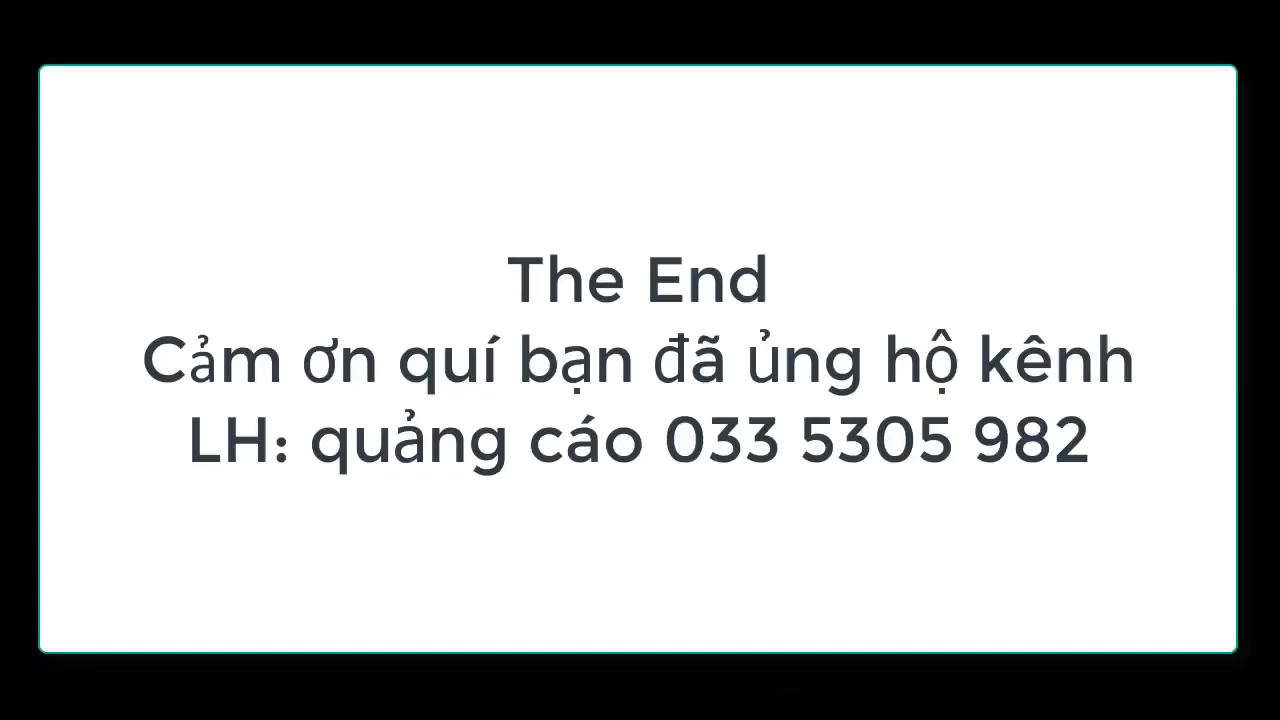 The End
Cảm ơn quí bạn đã ủng hộ kênh
LH: quảng cáo 033 5305 982